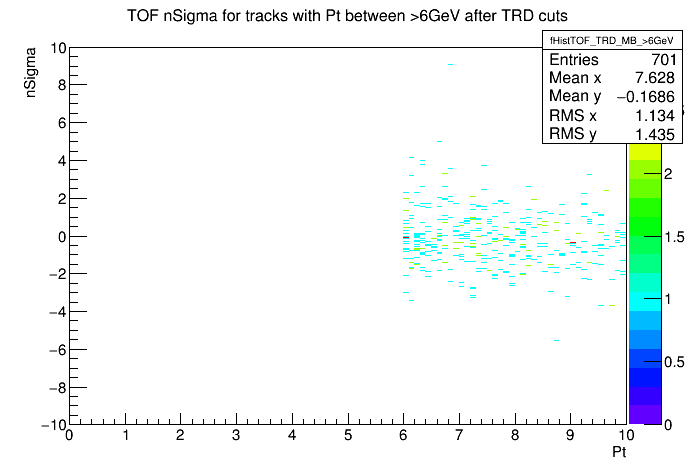 TOF nSigma for tracks with Pt between >6GeV after TRD cuts
fHistTOF_TRD_MB_>6GeV
Entries 701
Mean x 7.628
Mean y −0.1686
RMS x 1.134
RMS y 1.435
nSigma
10
8
6
4
2
0
−2
−4
−6
−8
−10
0 1 2 3 4 5 6 7 8 9 10
Pt
2
1.5
1
0.5
0